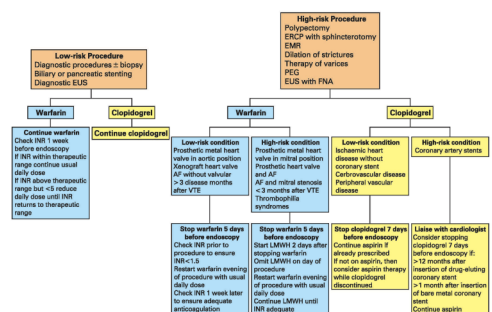 High-risk Procedure
Polypectomy
ERCP with sphincterotomy
EMR
Dilation of strictures
Therapy of varices
PEG
EUS with FNA
Low-risk Procedure
Diagnostic procedures ± biopsy
Biliary or pancreatic stenting
Diagnostic EUS
Warfarin
Clopidogrel
Warfarin
Clopidogrel
Continue warfarin
Check INR 1 week
before endoscopy
If INR within therapeutic
range continue usual
daily dose
If INR above therapeutic
range but <5 reduce
daily dose until INR
returns to therapeutic
range
Continue clopidogrel
Low-risk condition
Prosthetic metal heart
valve in aortic position
Xenograft heart valve
AF without valvular
> 3 disease months
after VTE
High-risk condition
Prosthetic metal heart
valve in mitral position
Prosthetic heart valve
and AF
AF and mitral stenosis
< 3 months after VTE
Thrombophilia
syndromes
Low-risk condition
Ischaemic heart
disease without
coronary stent
Cerbrovascular disease
Peripheral vascular
disease
High-risk condition
Coronary artery stents
Stop warfarin 5 days
before endoscopy
Check INR prior to
procedure to ensure
INR<1.5
Restart warfarin evening
of procedure with usual
daily dose
Check INR 1 week later
to ensure adequate
anticoagulation
Stop warfarin 5 days
before endoscopy
Start LMWH 2 days after
stopping warfarin
Omit LMWH on day of
procedure
Restart warfarin evening
of procedure with usual
daily dose
Continue LMWH until
INR adequate
Stop clopidogrel 7 days
before endoscopy
Continue aspirin if
already prescribed
If not on aspirin, then
consider aspirin therapy
while clopidogrel
discontinued
Liaise with cardiologist
Consider stopping
clopidogrel 7 days
before endoscopy if:
>12 months after
insertion of drug-eluting
coronary stent
>1 month after insertion
of bare metal coronary
stent
Continue aspirin